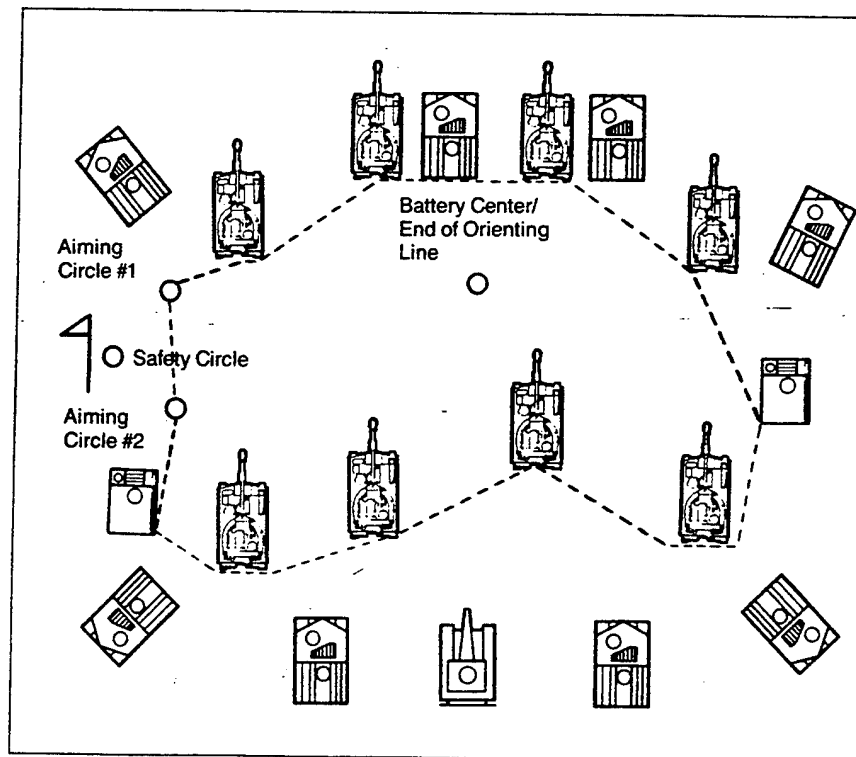 Battery Center/
End of Orienting
Line
Aiming
Circle #1
Safety Circle
Aiming
Circle #2